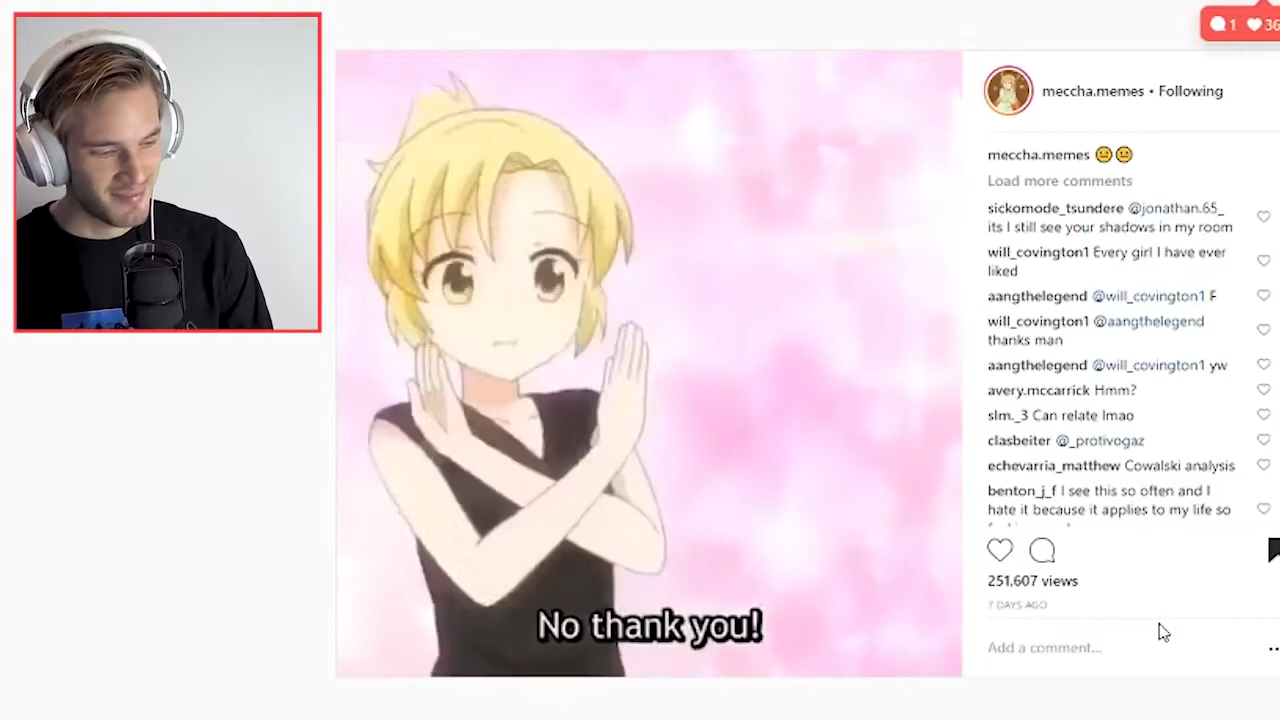 1 36
meccha.memes • Following
meccha.memes
Load more comments
sickomode_tsundere @jonathan.65_
its I still see your shadows in my room
will_covington1 Every girl I have ever
liked
aangthelegend @will_covington1 F
will_covington1 @aangthelegend
thanks man
aangthelegend @will_covington1 yw
avery.mccarrick Hmm?
slm._3 Can relate lmao
clasbeiter @_protivogaz
echevarria_matthew Cowalski analysis
benton_j_f I see this so often and I
hate it because it applies to my life so
251,607 views
7 DAYS AGO
Add a comment...
No thank you!